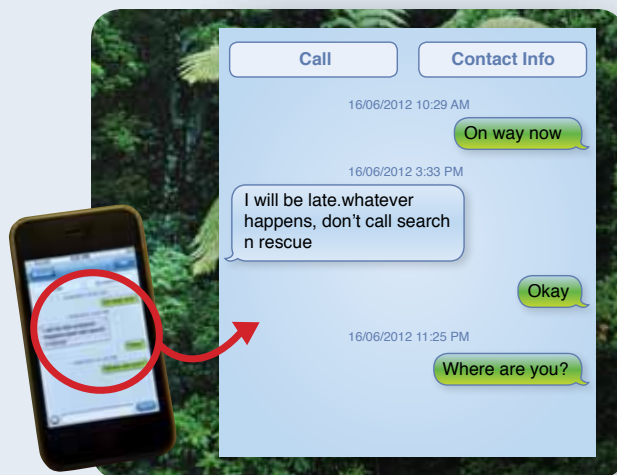 Call
Contact Info
16/06/2012 10:29 AM
On way now
16/06/2012 3:33 PM
I will be late.whatever
happens, don’t call search
n rescue
Okay
16/06/2012 11:25 PM
Where are you?